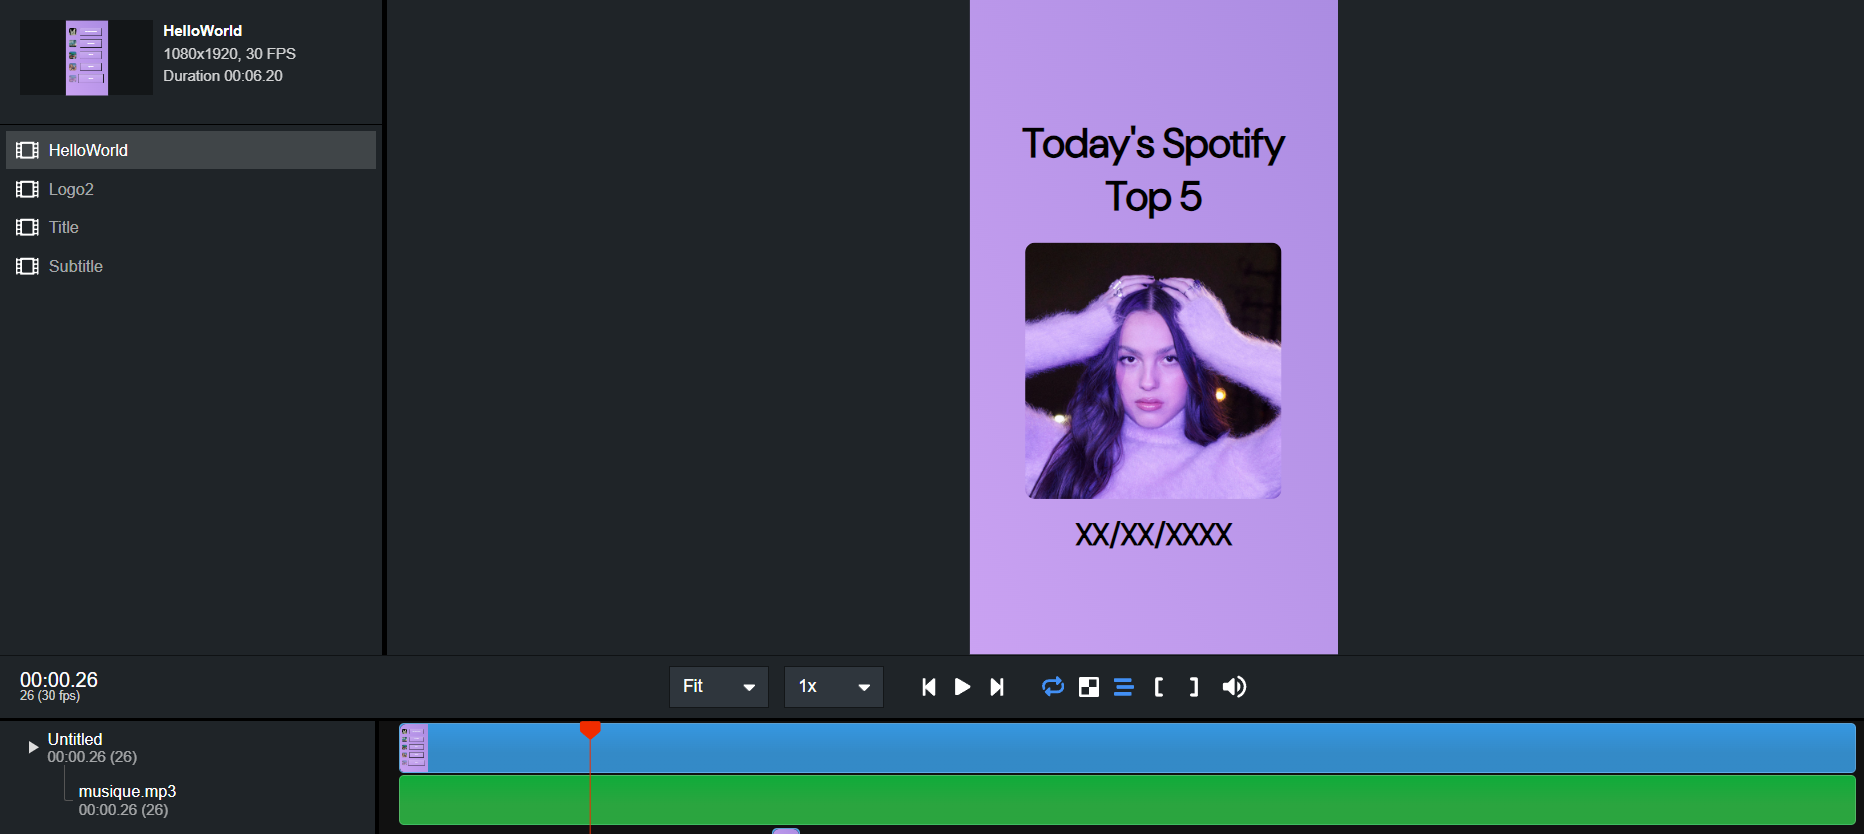 HelloWorld
1080x1920, 30 FPS
Duration 00:06.20
HelloWorld
Logo2
Title
Subtitle
Today's Spotify
Top 5
XX/XX/XXXX
00:00.26
26 (30 fps)
Fit
1x
Untitled
00:00.26 (26)
musique.mp3
00:00.26 (26)